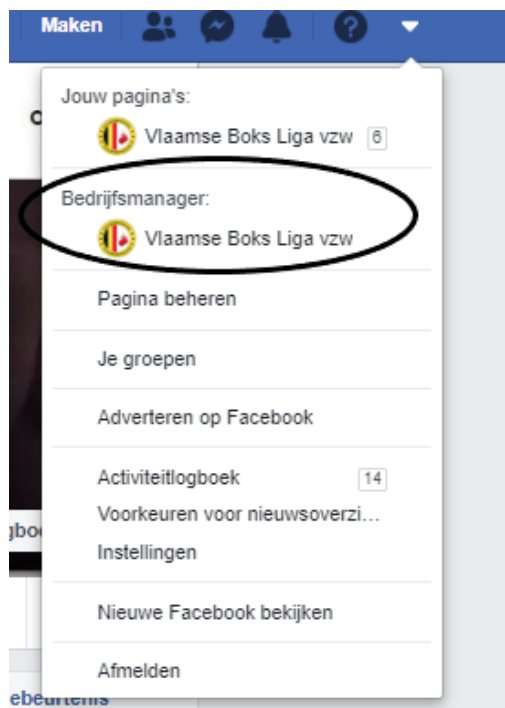 Maken
Jouw pagina's:
Vlaamse Boks Liga vzw 6
Bedrijfsmanager:
Vlaamse Boks Liga vzw
Pagina beheren
Je groepen
Adverteren op Facebook
Activiteitlogboek 14
Voorkeuren voor nieuwsoverzi...
Instellingen
Nieuwe Facebook bekijken
Afmelden
ebeurtenis